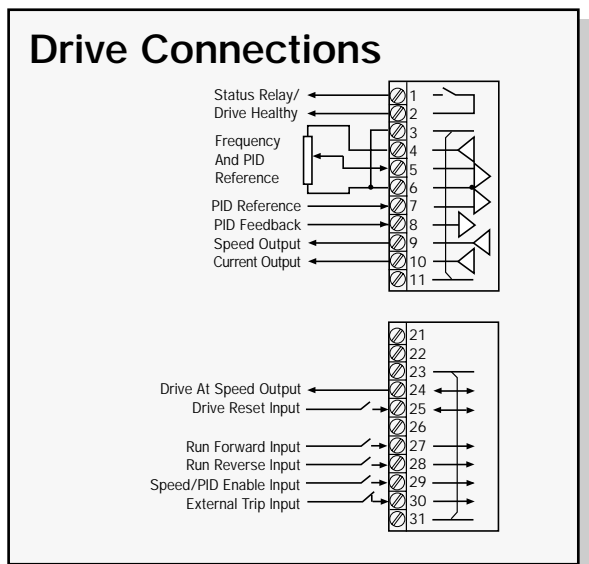 Drive Connections
Status Relay/ 1
Drive Healthy 2
3
Frequency 4
And PID 5
Reference 6
PID Reference 7
PID Feedback 8
Speed Output 9
Current Output 10
11
21
22
23
Drive At Speed Output 24
Drive Reset Input 25
26
Run Forward Input 27
Run Reverse Input 28
Speed/PID Enable Input 29
External Trip Input 30
31